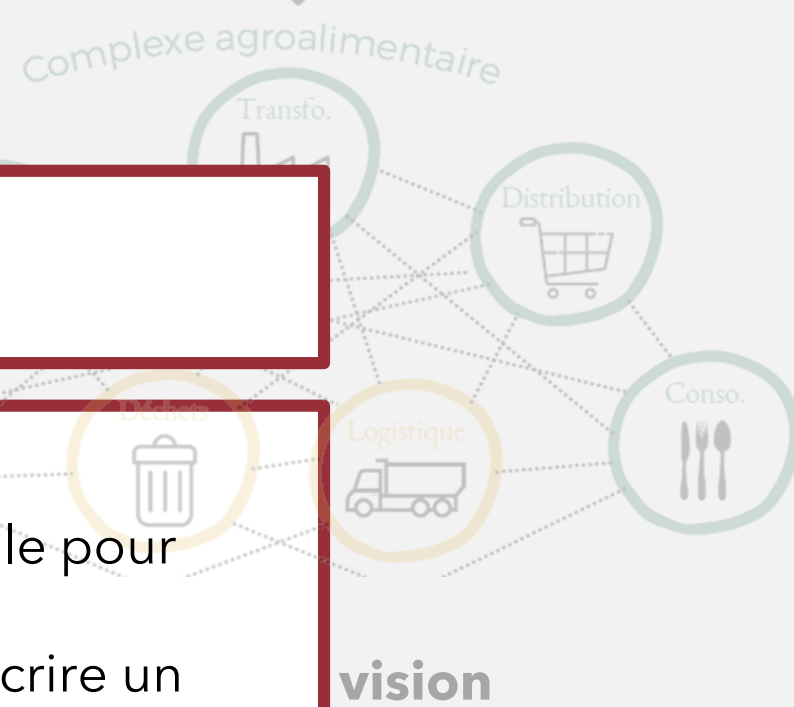 Complexe agroalimentaire
Transfo.
Distribution
Conso.
Déchets
Logistique
le pour
crire un
vision